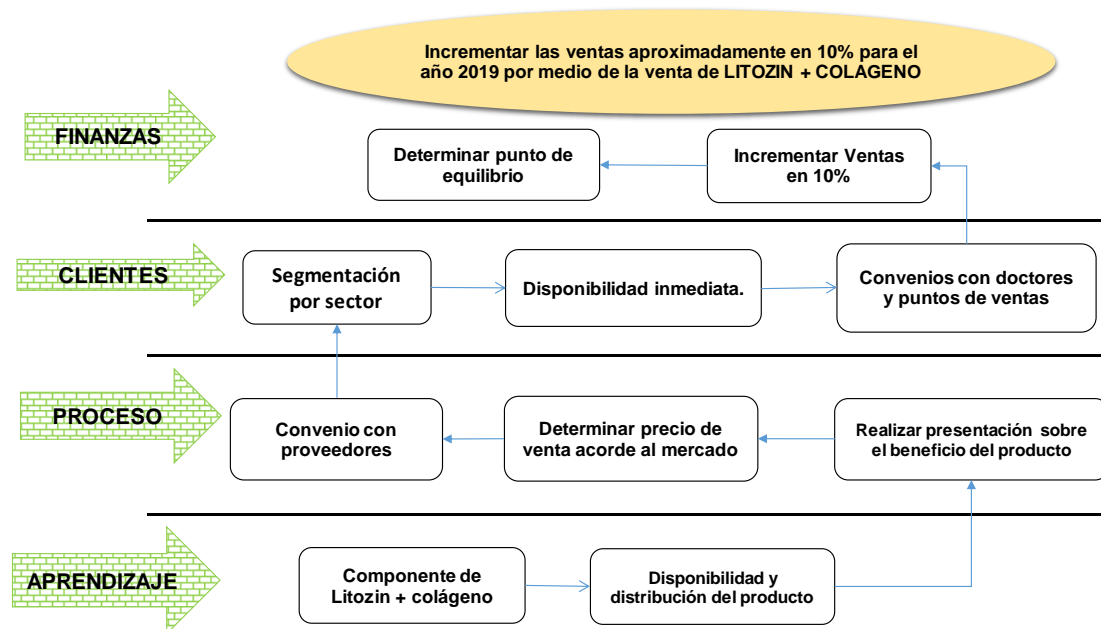 Incrementar las ventas aproximadamente en 10% para el
año 2019 por medio de la venta de LITOZIN + COLAGENO
FINANZAS
Determinar punto de
equilibrio
Incrementar Ventas
en 10%
CLIENTES
Segmentación
por sector
Disponibilidad inmediata.
Convenios con doctores
y puntos de ventas
PROCESO
Convenio con
proveedores
Determinar precio de
venta acorde al mercado
Realizar presentación sobre
el beneficio del producto
APRENDIZAJE
Componente de
Litozin + colágeno
Disponibilidad y
distribución del producto